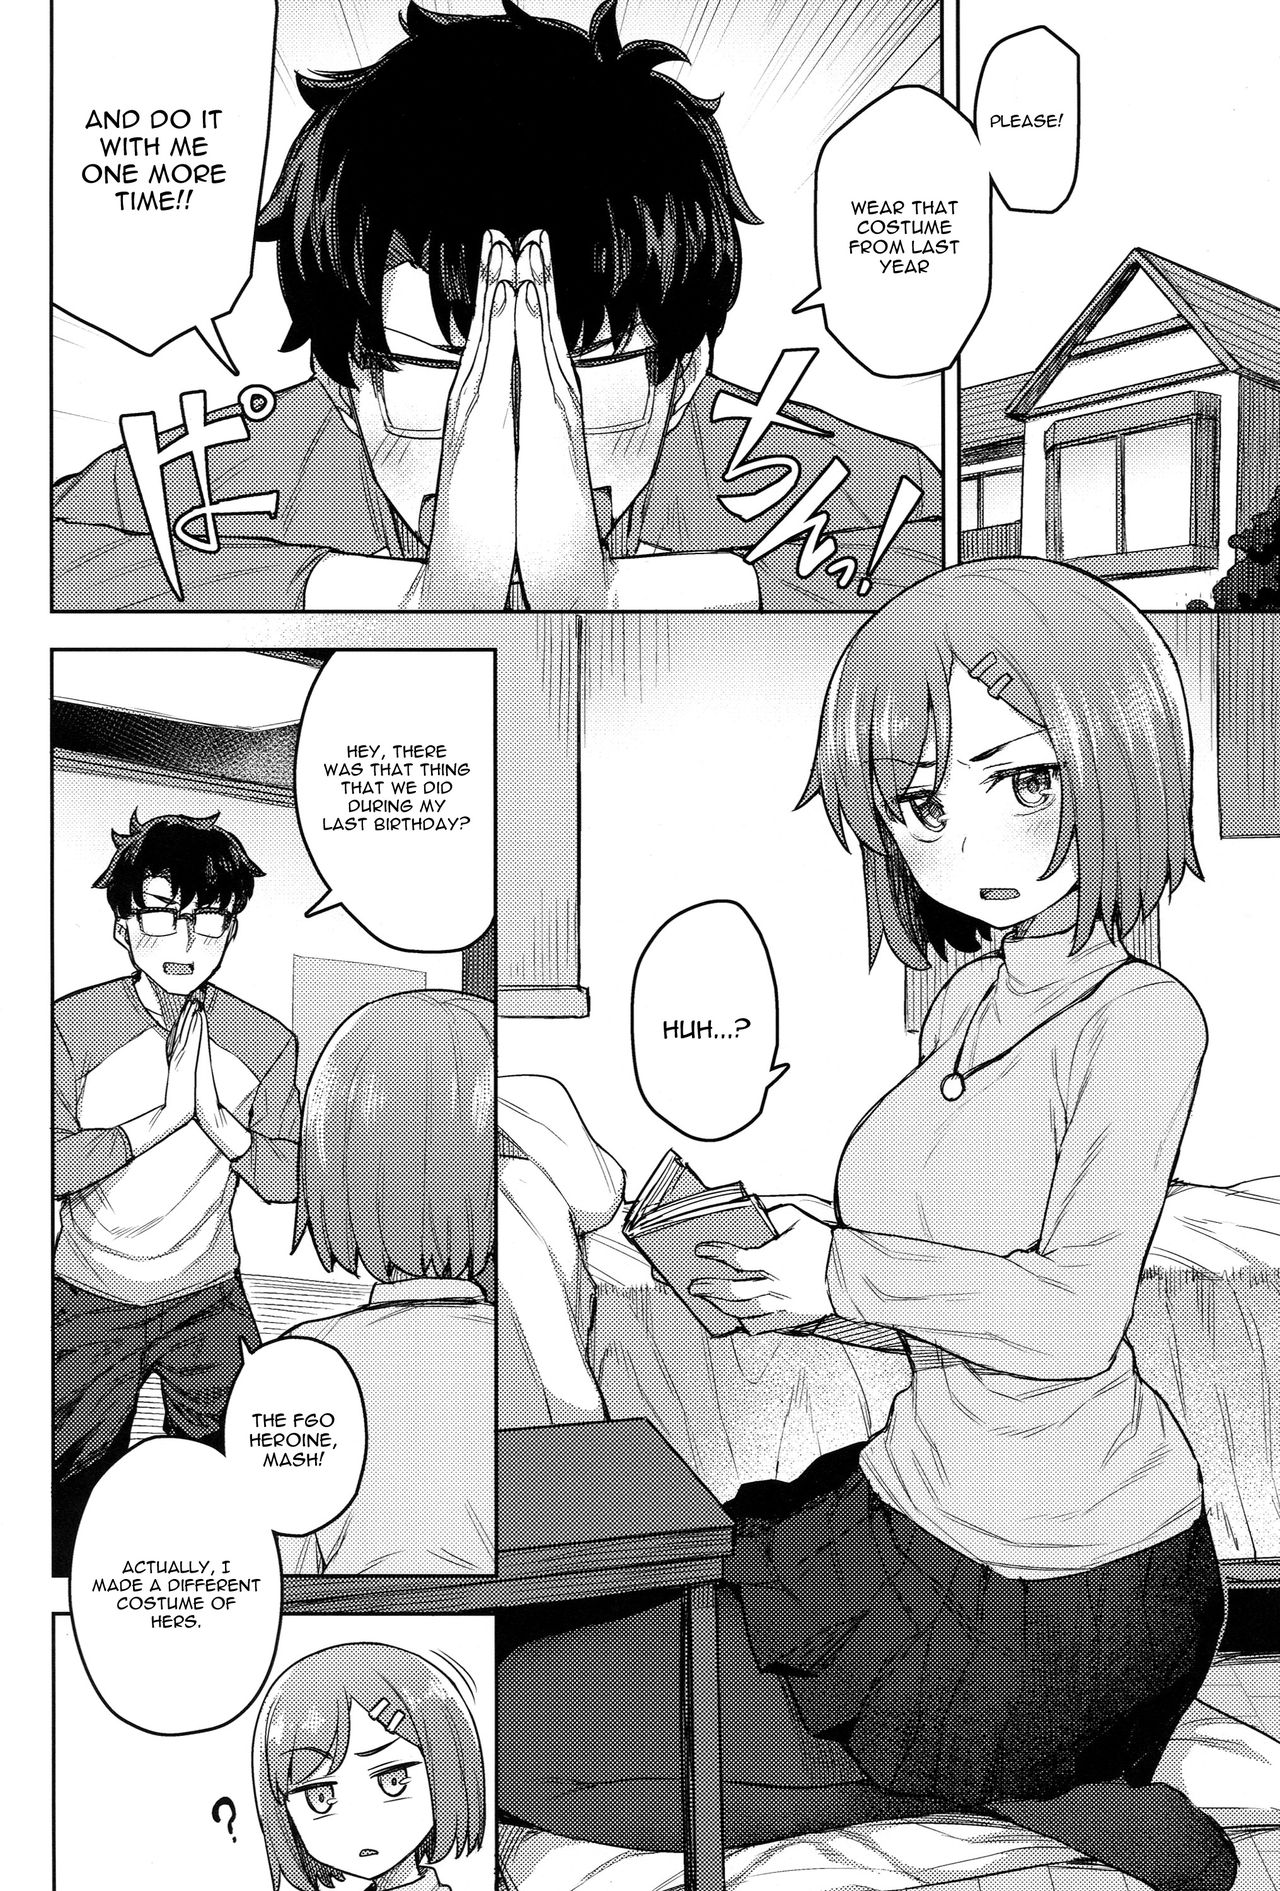 PLEASE!
WEAR THAT
COSTUME
FROM LAST
YEAR
AND DO IT
WITH ME
ONE MORE
TIME!!
ぱちんっ!
HUH...?
HEY, THERE
WAS THAT THING
THAT WE DID
DURING MY
LAST BIRTHDAY?
THE FGO
HEROINE,
MASH!
ACTUALLY, I
MADE A DIFFERENT
COSTUME OF
HERS.
?